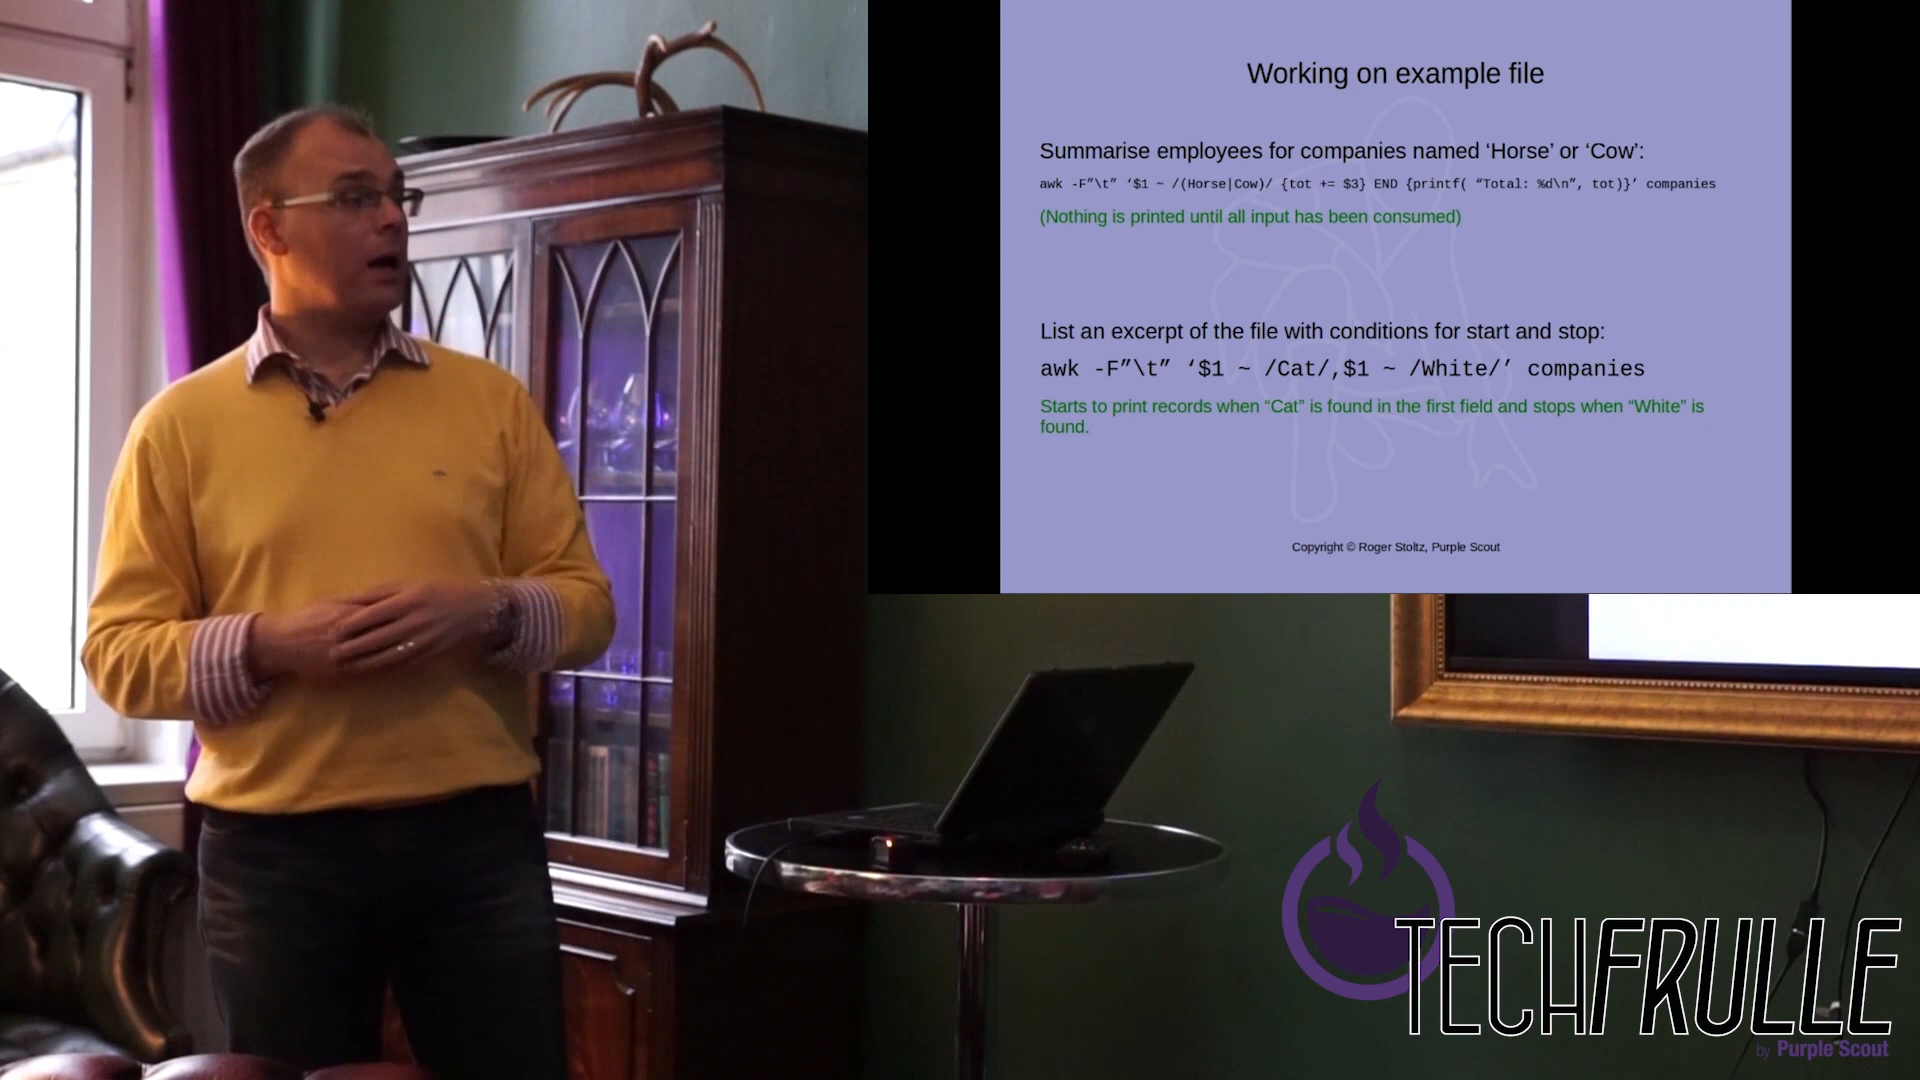 Working on example file
Summarise employees for companies named ‘Horse’ or ‘Cow’:
awk -F”\t” ‘$1 ~ /(Horse|Cow)/ {tot += $3} END {printf( “Total: %d\n”, tot)}’ companies
(Nothing is printed until all input has been consumed)
List an excerpt of the file with conditions for start and stop:
awk -F”\t” ‘$1 ~ /Cat/,$1 ~ /White/’ companies
Starts to print records when “Cat” is found in the first field and stops when “White” is
found.
Copyright © Roger Stoltz, Purple Scout
TECHFRULLE
by Purple Scout